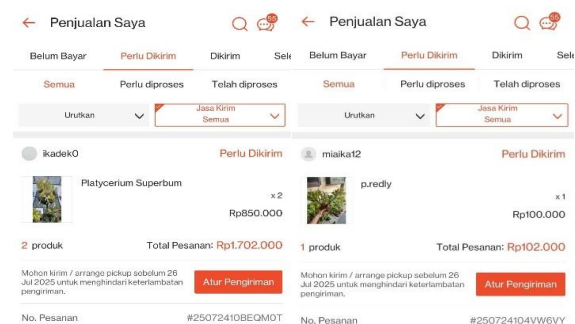 Penjualan Saya
55
Belum Bayar Perlu Dikirim Dikirim Sele
Semua Perlu diproses Telah diproses
Urutkan
Jasa Kirim
Semua
ikadek0 Perlu Dikirim
Platycerium Superbum
x 2
Rp850.000
2 produk Total Pesanan: Rp1.702.000
Mohon kirim / arrange pickup sebelum 26
Jul 2025 untuk menghindari keterlambatan
pengiriman.
Atur Pengiriman
No. Pesanan #25072410BEQM0T
Penjualan Saya
55
Belum Bayar Perlu Dikirim Dikirim Sele
Semua Perlu diproses Telah diproses
Urutkan
Jasa Kirim
Semua
miaika12 Perlu Dikirim
p.redly
x 1
Rp100.000
1 produk Total Pesanan: Rp102.000
Mohon kirim / arrange pickup sebelum 26
Jul 2025 untuk menghindari keterlambatan
pengiriman.
Atur Pengiriman
No. Pesanan #25072104VW6VY